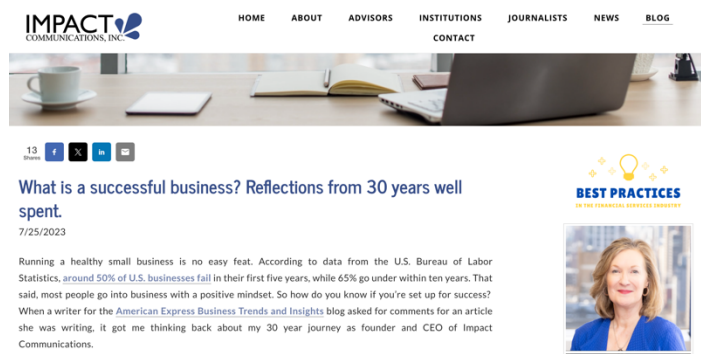 IMPACT
COMMUNICATIONS, INC.
HOME ABOUT ADVISORS INSTITUTIONS JOURNALISTS NEWS BLOG
CONTACT
13
Shares
What is a successful business? Reflections from 30 years well
spent.
7/25/2023
Running a healthy small business is no easy feat. According to data from the U.S. Bureau of Labor
Statistics, around 50% of U.S. businesses fail in their first five years, while 65% go under within ten years. That
said, most people go into business with a positive mindset. So how do you know if you're set up for success?
When a writer for the American Express Business Trends and Insights blog asked for comments for an article
she was writing, it got me thinking back about my 30 year journey as founder and CEO of Impact
Communications.
BEST PRACTICES
IN THE FINANCIAL SERVICES INDUSTRY